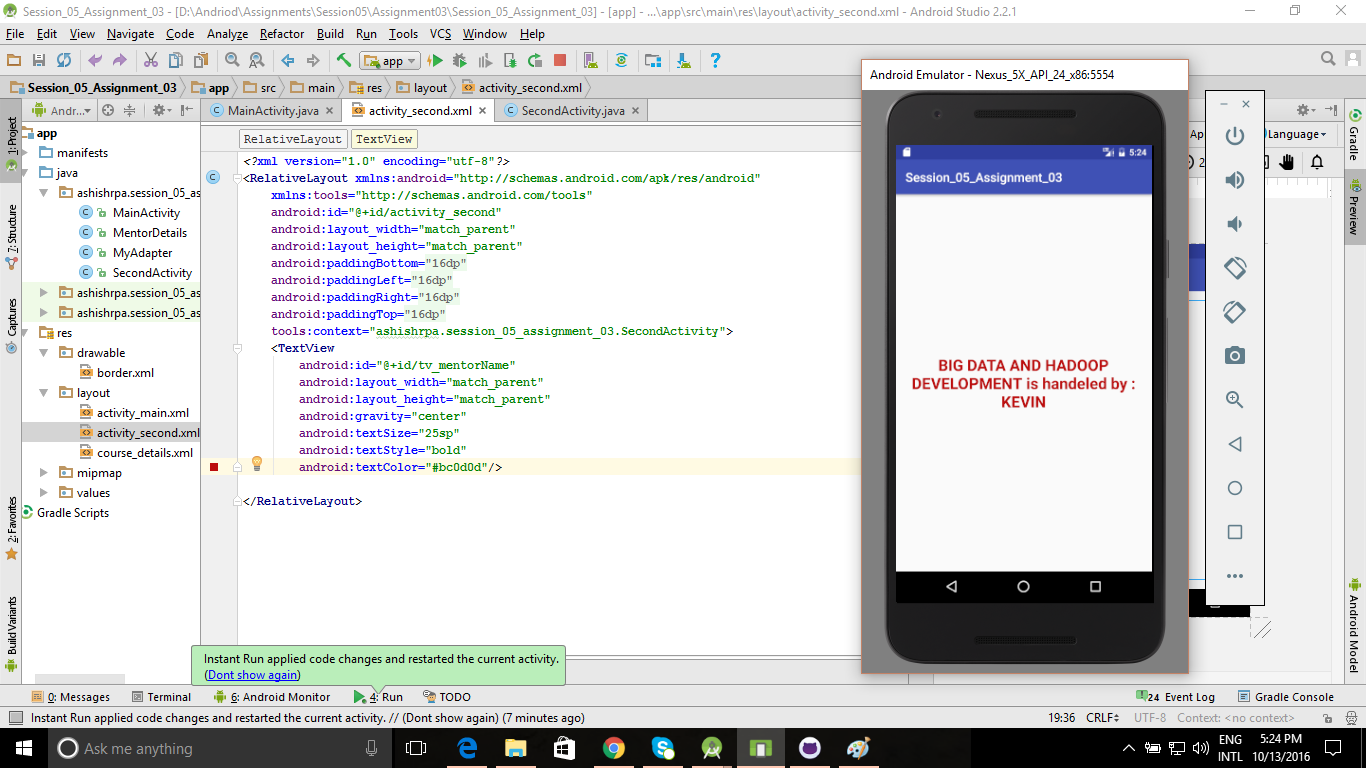 Session_05_Assignment_03 - [D:\Andriod\Assignments\Session05\Assignment03\Session_05_Assignment_03] - [app] - ...\app\src\main\res\layout\activity_second.xml - Android Studio 2.2.1
File Edit View Navigate Code Analyze Refactor Build Run Tools VCS Window Help
app
Session_05_Assignment_03 app src main res layout activity_second.xml
Andr...
MainActivity.java activity_second.xml SecondActivity.java
RelativeLayout TextView
1: Project
7: Structure
Captures
2: Favorites
Build Variants
app
manifests
java
ashishrpa.session_05_as
MainActivity
MentorDetails
MyAdapter
SecondActivity
ashishrpa.session_05_as
ashishrpa.session_05_as
res
drawable
border.xml
layout
activity_main.xml
activity_second.xml
course_details.xml
mipmap
values
Gradle Scripts
<?xml version="1.0" encoding="utf-8"?>
<RelativeLayout xmlns:android="http://schemas.android.com/apk/res/android"
xmlns:tools="http://schemas.android.com/tools"
android:id="@+id/activity_second"
android:layout_width="match_parent"
android:layout_height="match_parent"
android:paddingBottom="16dp"
android:paddingLeft="16dp"
android:paddingRight="16dp"
android:paddingTop="16dp"
tools:context="ashishrpa.session_05_assignment_03.SecondActivity">
<TextView
android:id="@+id/tv_mentorName"
android:layout_width="match_parent"
android:layout_height="match_parent"
android:gravity="center"
android:textSize="25sp"
android:textStyle="bold"
android:textColor="#bc0d0d"/>
</RelativeLayout>
Android Emulator - Nexus_5X_API_24_x86:5554
5:24
Session_05_Assignment_03
BIG DATA AND HADOOP
DEVELOPMENT is handeled by :
KEVIN
Language
2
Gradle
Preview
Android Model
Instant Run applied code changes and restarted the current activity.
(Dont show again)
0: Messages Terminal 6: Android Monitor 4: Run TODO 24 Event Log Gradle Console
Instant Run applied code changes and restarted the current activity. // (Dont show again) (7 minutes ago) 19:36 CRLF UTF-8 Context: <no context>
Ask me anything
ENG 5:24 PM
INTL 10/13/2016